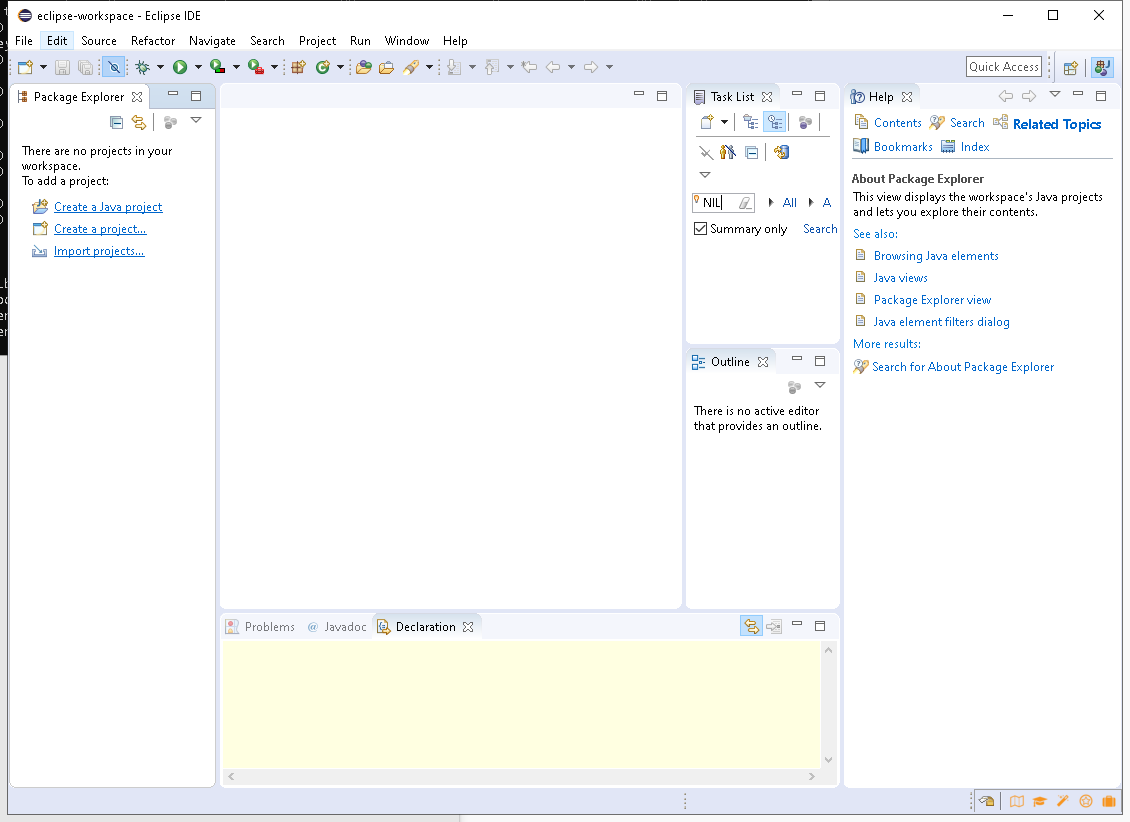 eclipse-workspace - Eclipse IDE
File Edit Source Refactor Navigate Search Project Run Window Help
Quick Access
Package Explorer
There are no projects in your
workspace.
To add a project:
Create a Java project
Create a project...
Import projects...
Task List
NIL
All
A
Summary only
Search
Outline
There is no active editor
that provides an outline.
Problems
@ Javadoc
Declaration
Help
Contents Search Related Topics
Bookmarks Index
About Package Explorer
This view displays the workspace's Java projects
and lets you explore their contents.
See also:
Browsing Java elements
Java views
Package Explorer view
Java element filters dialog
More results:
Search for About Package Explorer